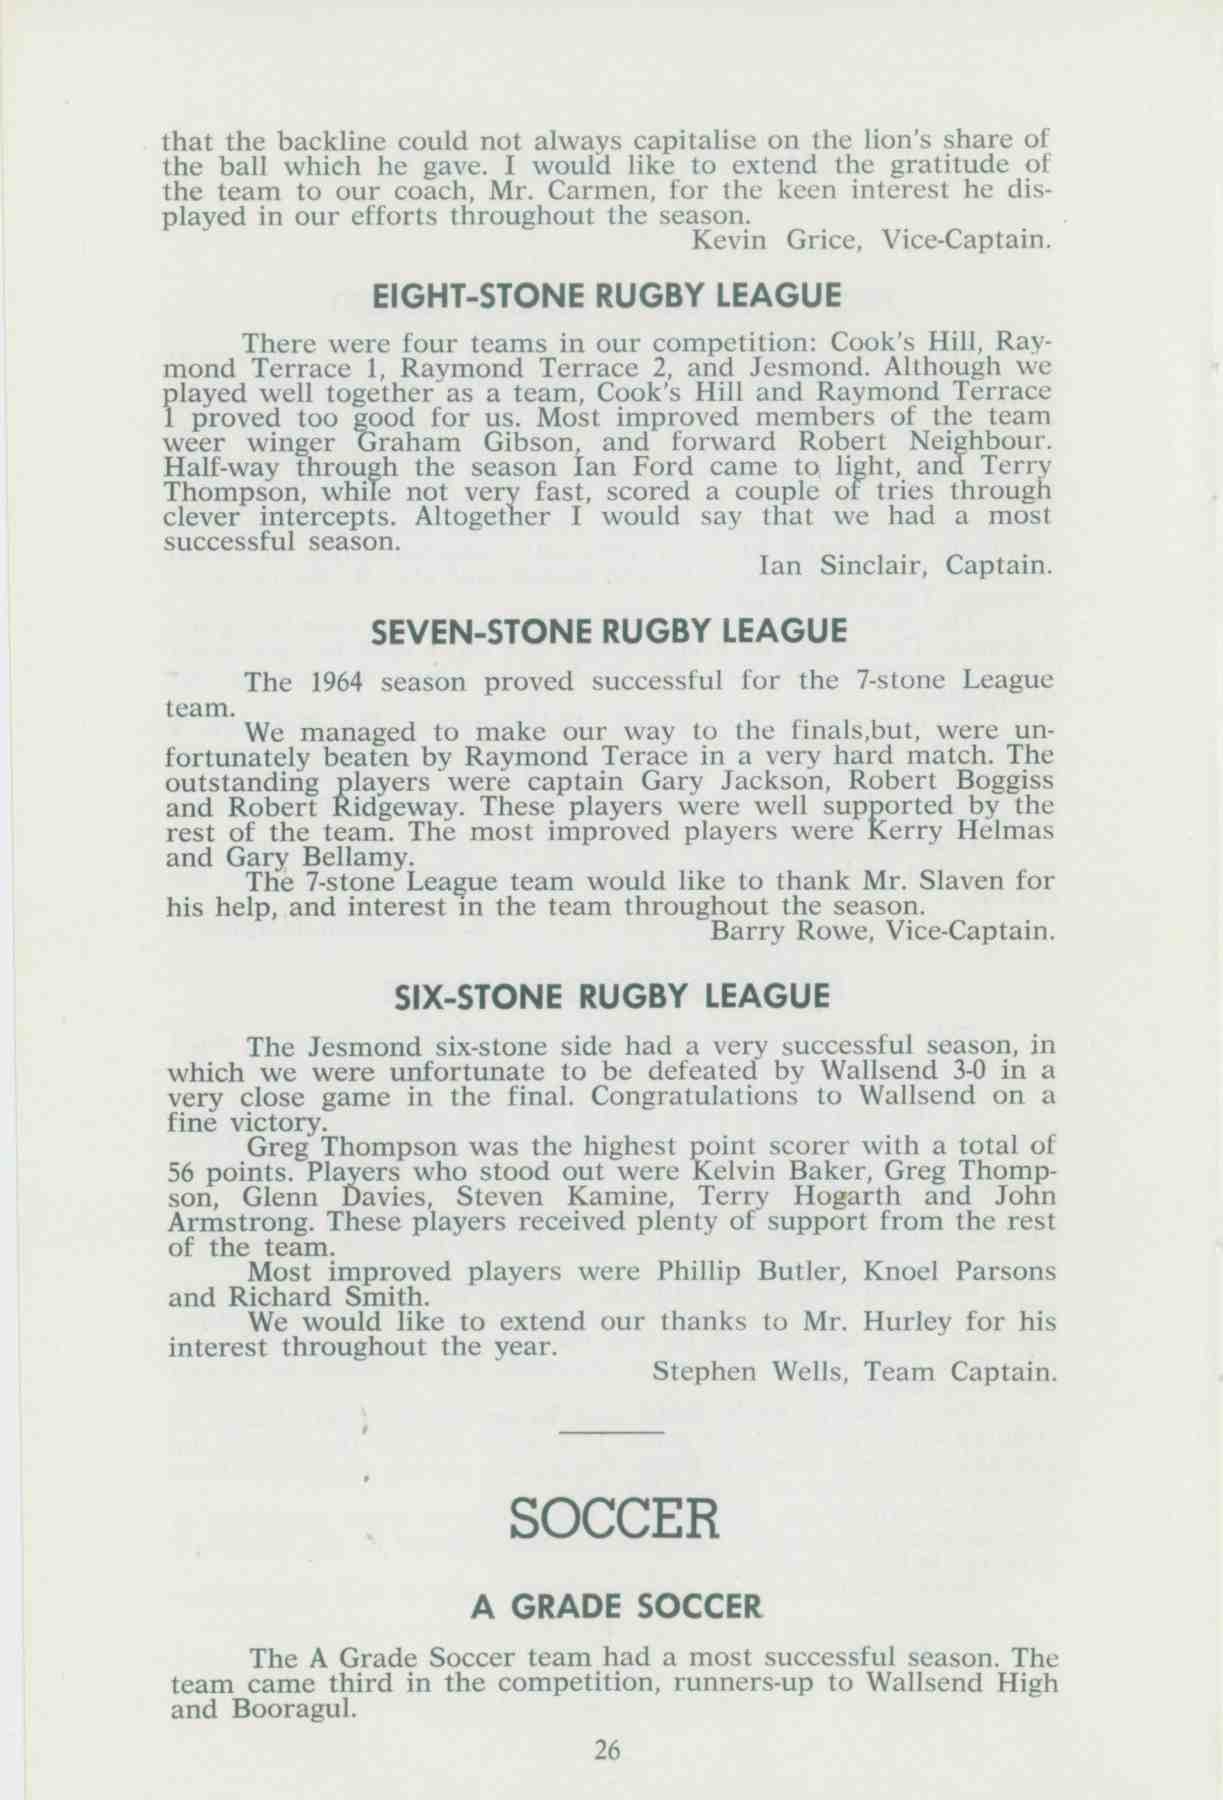 that the backline could not always capitalise on the lion's share of
the ball which he gave. I would like to extend the gratitude of
the team to our coach, Mr. Carmen, for the keen interest he dis-
played in our efforts throughout the season.
Kevin Grice, Vice-Captain.
EIGHT-STONE RUGBY LEAGUE
There were four teams in our competition: Cook's Hill, Ray-
mond Terrace 1, Raymond Terrace 2, and Jesmond. Although we
played well together as a team, Cook's Hill and Raymond Terrace
1 proved too good for us. Most improved members of the team
weer winger Graham Gibson, and forward Robert Neighbour.
Half-way through the season Ian Ford came to light, and Terry
Thompson, while not very fast, scored a couple of tries through
clever intercepts. Altogether I would say that we had a most
successful season.
Ian Sinclair, Captain.
SEVEN-STONE RUGBY LEAGUE
The 1964 season proved successful for the 7-stone League
team.
We managed to make our way to the finals,but, were un-
fortunately beaten by Raymond Terace in a very hard match. The
outstanding players were captain Gary Jackson, Robert Boggiss
and Robert Ridgeway. These players were well supported by the
rest of the team. The most improved players were Kerry Helmas
and Gary Bellamy.
The 7-stone League team would like to thank Mr. Slaven for
his help, and interest in the team throughout the season.
Barry Rowe, Vice-Captain.
SIX-STONE RUGBY LEAGUE
The Jesmond six-stone side had a very successful season, in
which we were unfortunate to be defeated by Wallsend 3-0 in a
very close game in the final. Congratulations to Wallsend on a
fine victory.
Greg Thompson was the highest point scorer with a total of
56 points. Players who stood out were Kelvin Baker, Greg Thomp-
son, Glenn Davies, Steven Kamine, Terry Hogarth and John
Armstrong. These players received plenty of support from the rest
of the team.
Most improved players were Phillip Butler, Knoel Parsons
and Richard Smith.
We would like to extend our thanks to Mr. Hurley for his
interest throughout the year.
Stephen Wells, Team Captain.
SOCCER
A GRADE SOCCER
The A Grade Soccer team had a most successful season. The
team came third in the competition, runners-up to Wallsend High
and Booragul.
26